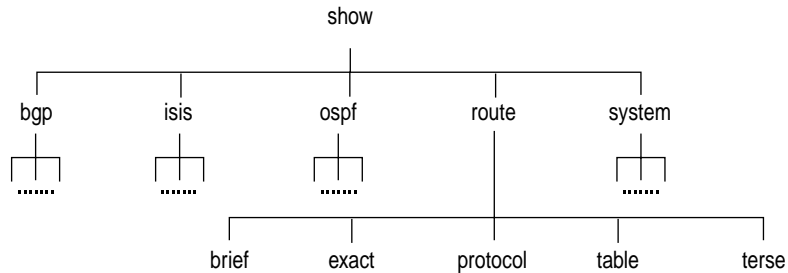 show
bgp isis ospf route system
brief exact protocol table terse